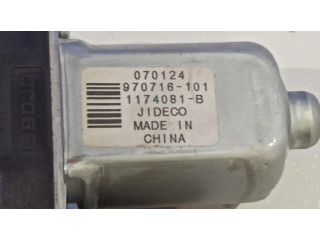 070124
970716-101
1174081-B
JIDECO
MADE IN
CHINA